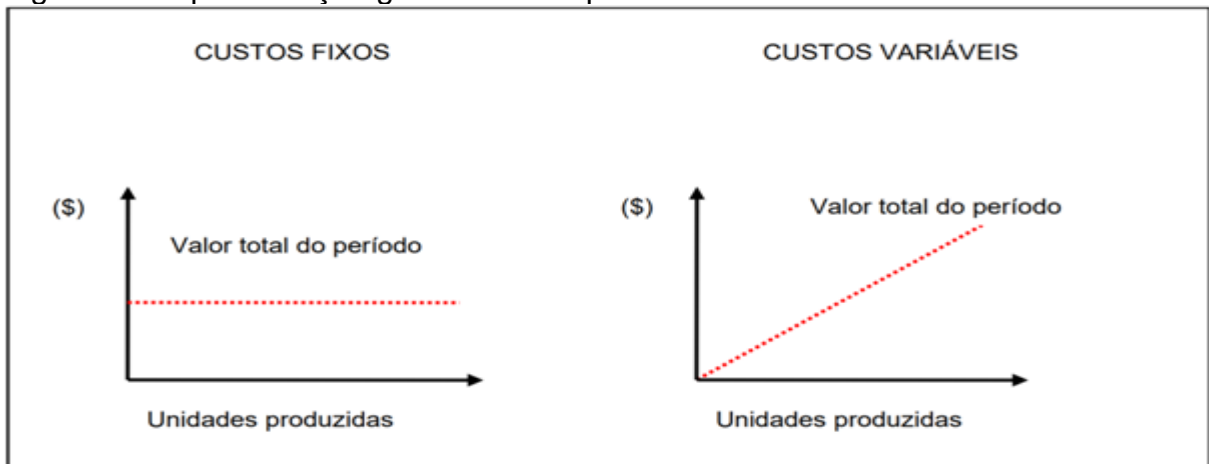 CUSTOS FIXOS
CUSTOS VARIÁVEIS
($)
Valor total do período
Unidades produzidas
($)
Valor total do período
Unidades produzidas